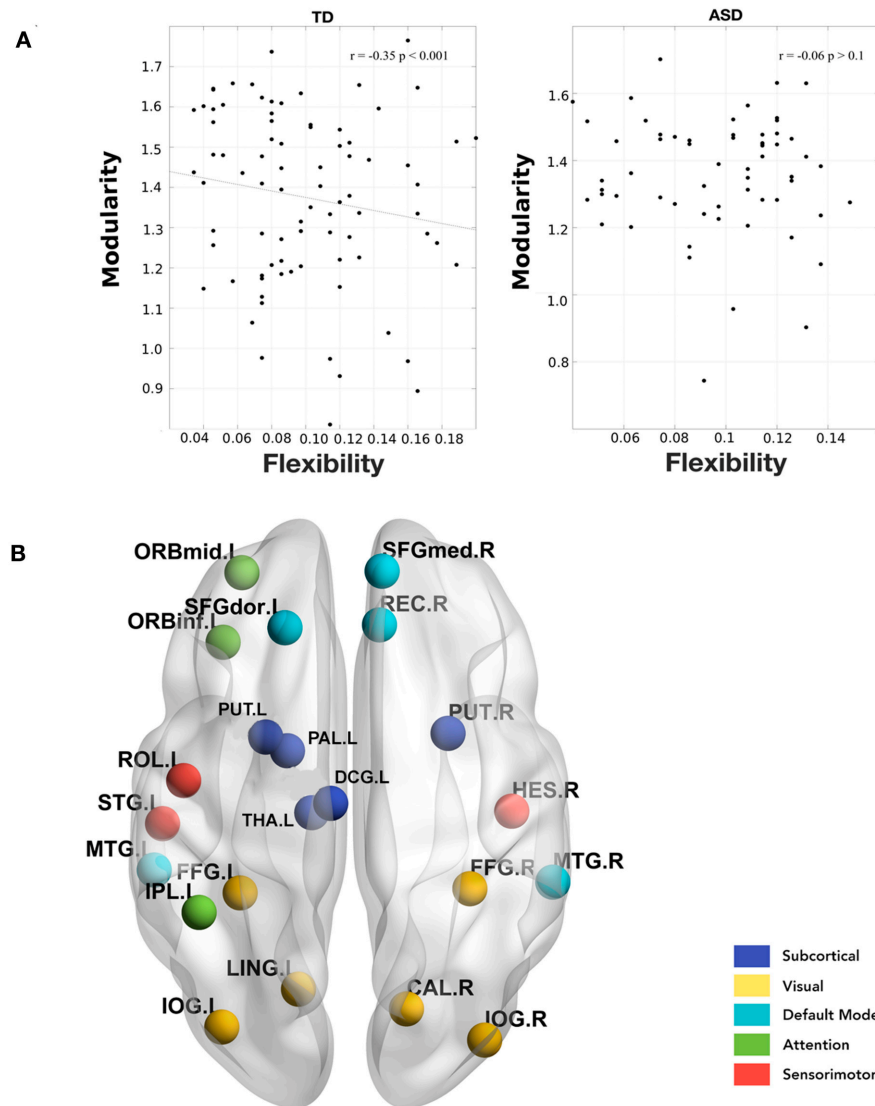 A
TD
ASD
r = -0.35 p < 0.001
r = -0.06 p > 0.1
Modularity
1.7
1.6
1.5
1.4
1.3
1.2
1.1
1.0
0.9
0.04 0.06 0.08 0.10 0.12 0.14 0.16 0.18
Flexibility
Modularity
1.6
1.4
1.2
1.0
0.8
0.06 0.08 0.1 0.12 0.14
Flexibility
B
ORBmid.l
SFGmed.R
SFGdor.l
REC.R
ORBinf.l
PUT.L
PUT.R
PAL.L
ROL.l
DCG.L
HES.R
STG.l
THA.L
MTG.l
FFG.l
FFG.R
MTG.R
IPL.l
LING.l
CAL.R
IOG.l
IOG.R
Subcortical
Visual
Default Mode
Attention
Sensorimotor